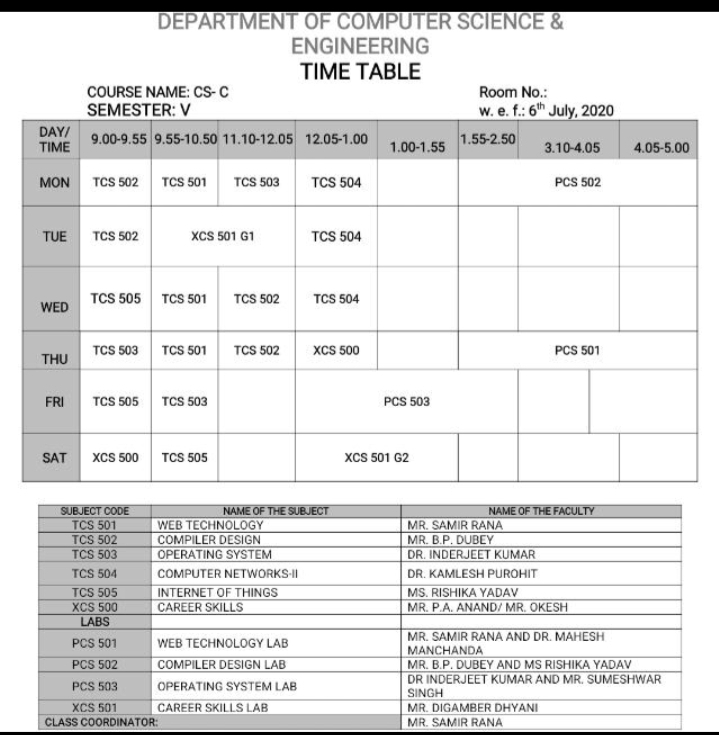 DEPARTMENT OF COMPUTER SCIENCE &
ENGINEERING
TIME TABLE
COURSE NAME: CS- C Room No.:
SEMESTER: V w. e. f.: 6th July, 2020
DAY/ TIME 9.00-9.55 9.55-10.50 11.10-12.05 12.05-1.00 1.00-1.55 1.55-2.50 3.10-4.05 4.05-5.00
MON TCS 502 TCS 501 TCS 503 TCS 504 PCS 502
TUE TCS 502 XCS 501 G1 TCS 504
WED TCS 505 TCS 501 TCS 502 TCS 504
THU TCS 503 TCS 501 TCS 502 XCS 500 PCS 501
FRI TCS 505 TCS 503 PCS 503
SAT XCS 500 TCS 505 XCS 501 G2
SUBJECT CODE NAME OF THE SUBJECT NAME OF THE FACULTY
TCS 501 WEB TECHNOLOGY MR. SAMIR RANA
TCS 502 COMPILER DESIGN MR. B.P. DUBEY
TCS 503 OPERATING SYSTEM DR. INDERJEET KUMAR
TCS 504 COMPUTER NETWORKS-II DR. KAMLESH PUROHIT
TCS 505 INTERNET OF THINGS MS. RISHIKA YADAV
XCS 500 CAREER SKILLS MR. P.A. ANAND/ MR. OKESH
LABS
PCS 501 WEB TECHNOLOGY LAB MR. SAMIR RANA AND DR. MAHESH
MANCHANDA
PCS 502 COMPILER DESIGN LAB MR. B.P. DUBEY AND MS RISHIKA YADAV
PCS 503 OPERATING SYSTEM LAB DR INDERJEET KUMAR AND MR. SUMESHWAR
SINGH
XCS 501 CAREER SKILLS LAB MR. DIGAMBER DHYANI
CLASS COORDINATOR: MR. SAMIR RANA